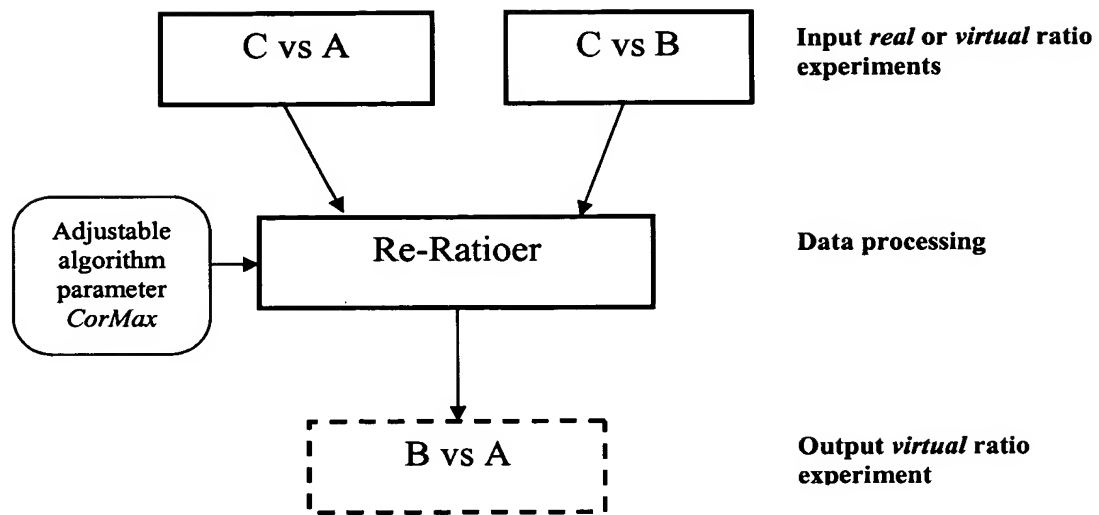 C vs A
C vs B
Input real or virtual ratio
experiments
Adjustable
algorithm
parameter
CorMax
Re-Ratioer
Data processing
B vs A
Output virtual ratio
experiment